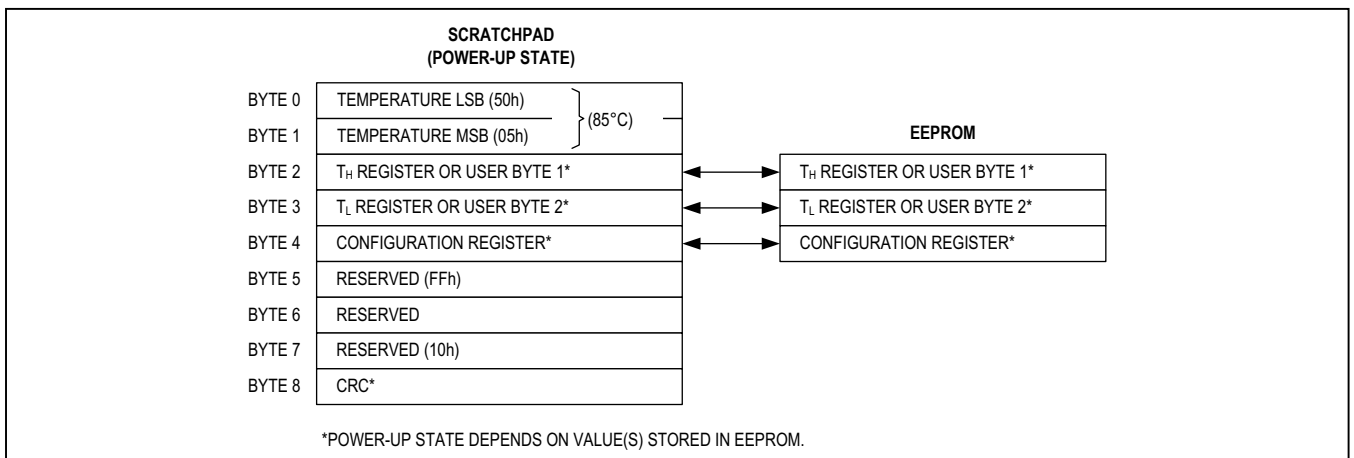 SCRATCHPAD
(POWER-UP STATE)
BYTE 0 TEMPERATURE LSB (50h)
(85°C)
BYTE 1 TEMPERATURE MSB (05h)
EEPROM
BYTE 2 TH REGISTER OR USER BYTE 1* TH REGISTER OR USER BYTE 1*
BYTE 3 TL REGISTER OR USER BYTE 2* TL REGISTER OR USER BYTE 2*
BYTE 4 CONFIGURATION REGISTER* CONFIGURATION REGISTER*
BYTE 5 RESERVED (FFh)
BYTE 6 RESERVED
BYTE 7 RESERVED (10h)
BYTE 8 CRC*
*POWER-UP STATE DEPENDS ON VALUE(S) STORED IN EEPROM.